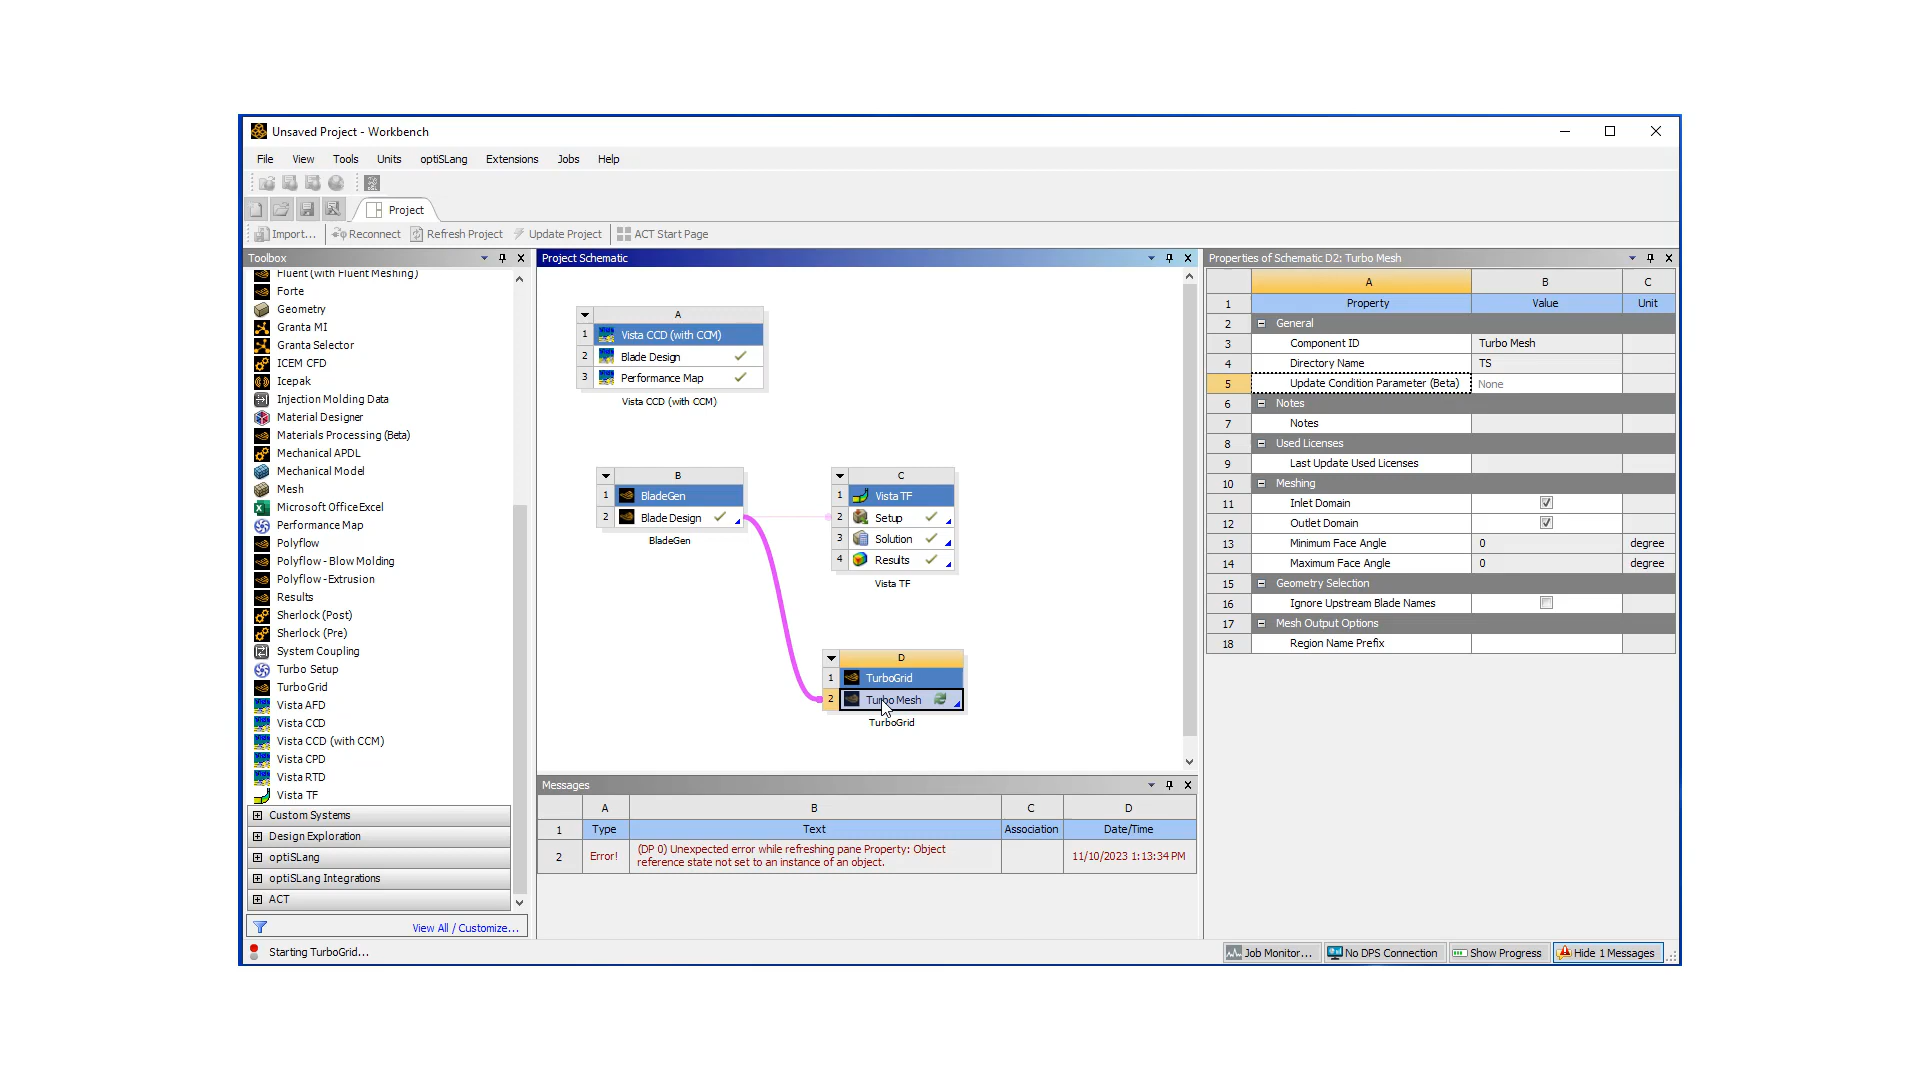 Unsaved Project - Workbench
File View Tools Units optiSLang Extensions Jobs Help
Project
Import... Reconnect Refresh Project Update Project ACT Start Page
Toolbox
Fluent (with Fluent Meshing)
Forte
Geometry
Granta MI
Granta Selector
ICEM CFD
Icepak
Injection Molding Data
Material Designer
Materials Processing (Beta)
Mechanical APDL
Mechanical Model
Mesh
Microsoft Office Excel
Performance Map
Polyflow
Polyflow - Blow Molding
Polyflow - Extrusion
Results
Sherlock (Post)
Sherlock (Pre)
System Coupling
Turbo Setup
TurboGrid
Vista AFD
Vista CCD
Vista CCD (with CCM)
Vista CPD
Vista RTD
Vista TF
Custom Systems
Design Exploration
optiSLang
optiSLang Integrations
ACT
View All / Customize...
Project Schematic
A
1 Vista CCD (with CCM)
2 Blade Design
3 Performance Map
Vista CCD (with CCM)
B
1 BladeGen
2 Blade Design
BladeGen
C
1 Vista TF
2 Setup
3 Solution
4 Results
Vista TF
D
1 TurboGrid
2 Turbo Mesh
TurboGrid
Messages
A B C D
1 Type Text Association Date/Time
2 Error! (DP 0) Unexpected error while refreshing pane Property: Object
reference state not set to an instance of an object. 11/10/2023 1:13:34 PM
Properties of Schematic D2: Turbo Mesh
A B C
1 Property Value Unit
2 General
3 Component ID Turbo Mesh
4 Directory Name TS
5 Update Condition Parameter (Beta) None
6 Notes
7 Notes
8 Used Licenses
9 Last Update Used Licenses
10 Meshing
11 Inlet Domain
12 Outlet Domain
13 Minimum Face Angle 0 degree
14 Maximum Face Angle 0 degree
15 Geometry Selection
16 Ignore Upstream Blade Names
17 Mesh Output Options
18 Region Name Prefix
Starting TurboGrid...
Job Monitor... No DPS Connection Show Progress Hide 1 Messages